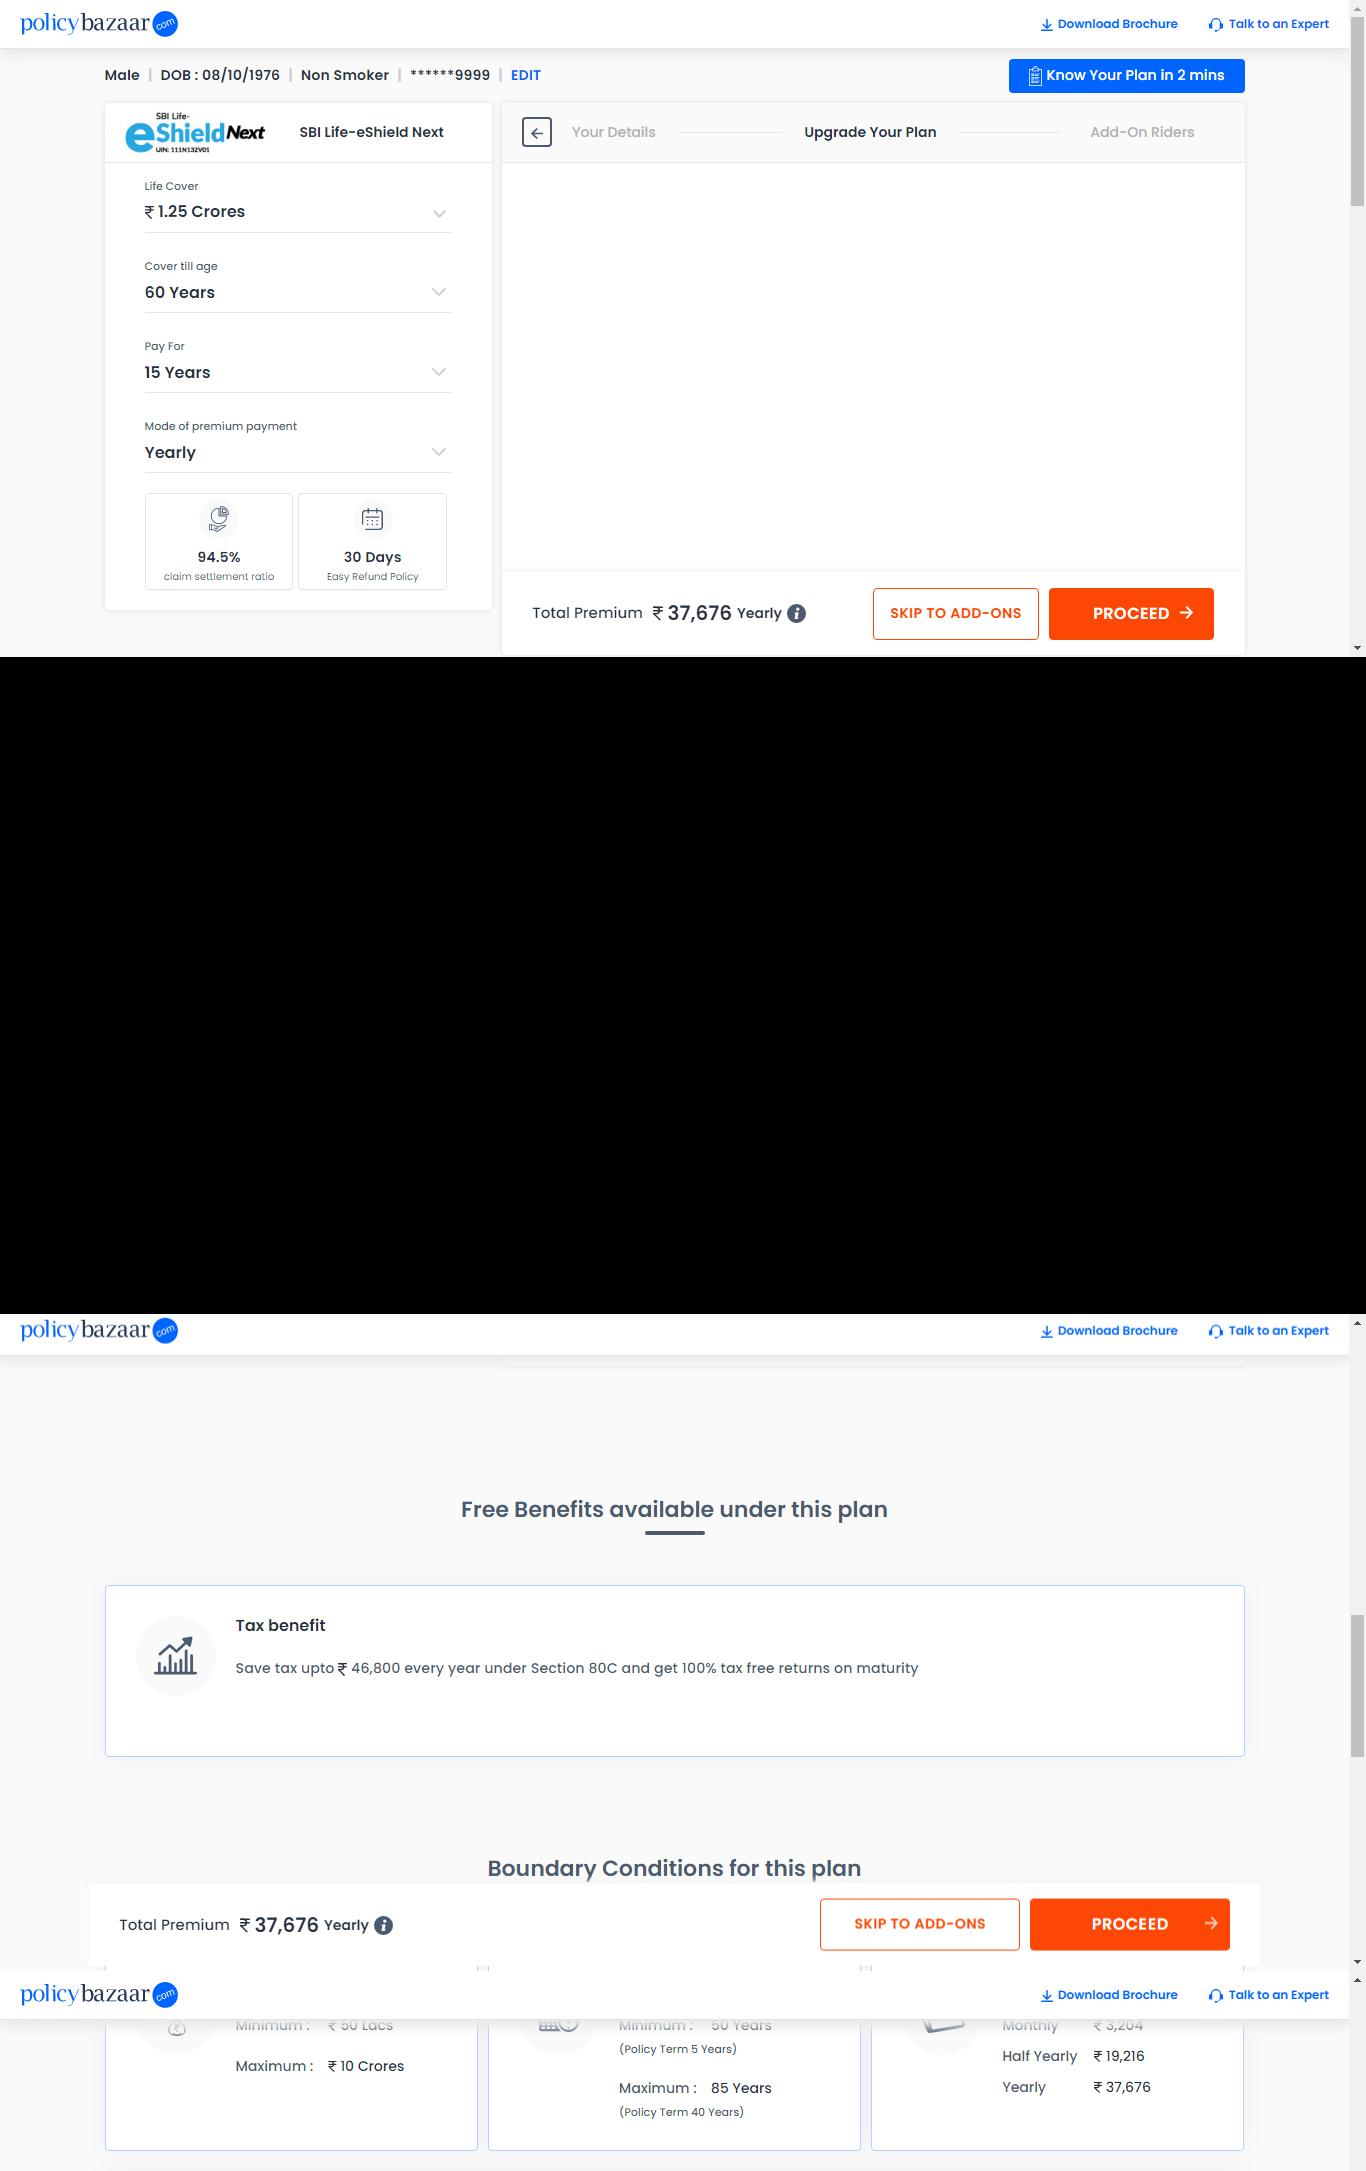 policybazaar.com
Download Brochure
Talk to an Expert
Male | DOB : 08/10/1976 | Non Smoker | ******9999 | EDIT
Know Your Plan in 2 mins
SBI Life-
eShield Next
UIN: 111N132V01
SBI Life-eShield Next
Your Details
Upgrade Your Plan
Add-On Riders
Life Cover
₹ 1.25 Crores
Cover till age
60 Years
Pay For
15 Years
Mode of premium payment
Yearly
94.5%
claim settlement ratio
30 Days
Easy Refund Policy
Total Premium ₹ 37,676 Yearly i
SKIP TO ADD-ONS
PROCEED
policybazaar.com
Download Brochure
Talk to an Expert
Free Benefits available under this plan
Tax benefit
Save tax upto ₹ 46,800 every year under Section 80C and get 100% tax free returns on maturity
Boundary Conditions for this plan
Total Premium ₹ 37,676 Yearly i
SKIP TO ADD-ONS
PROCEED
policybazaar.com
Download Brochure
Talk to an Expert
Minimum : ₹ 50 Lacs
Maximum : ₹ 10 Crores
Minimum : 50 Years
(Policy Term 5 Years)
Maximum : 85 Years
(Policy Term 40 Years)
Monthly ₹ 3,204
Half Yearly ₹ 19,216
Yearly ₹ 37,676